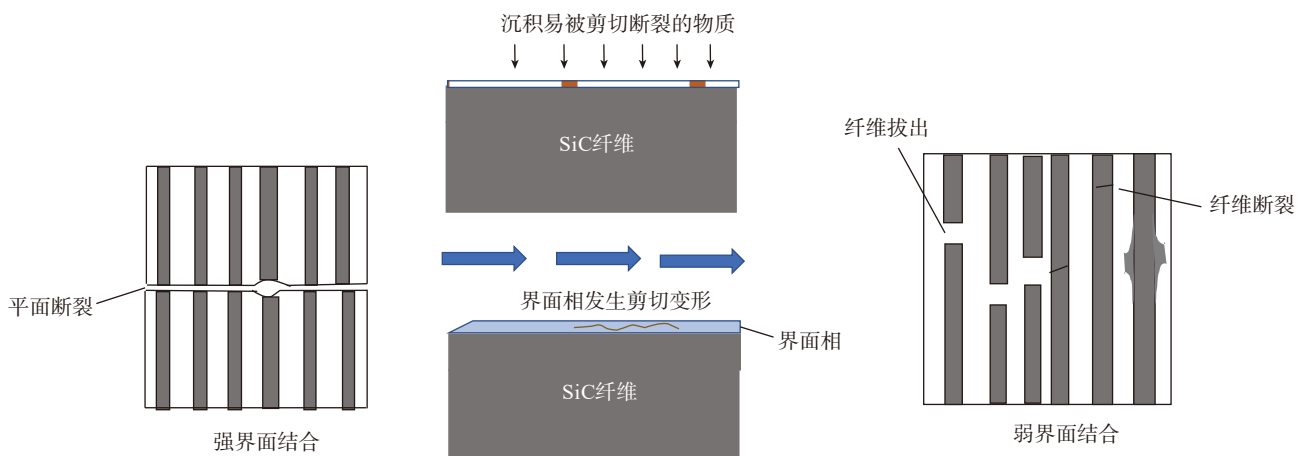 沉积易被剪切断裂的物质
SiC纤维
纤维拔出
纤维断裂
平面断裂
界面相发生剪切变形
界面相
SiC纤维
强界面结合
弱界面结合